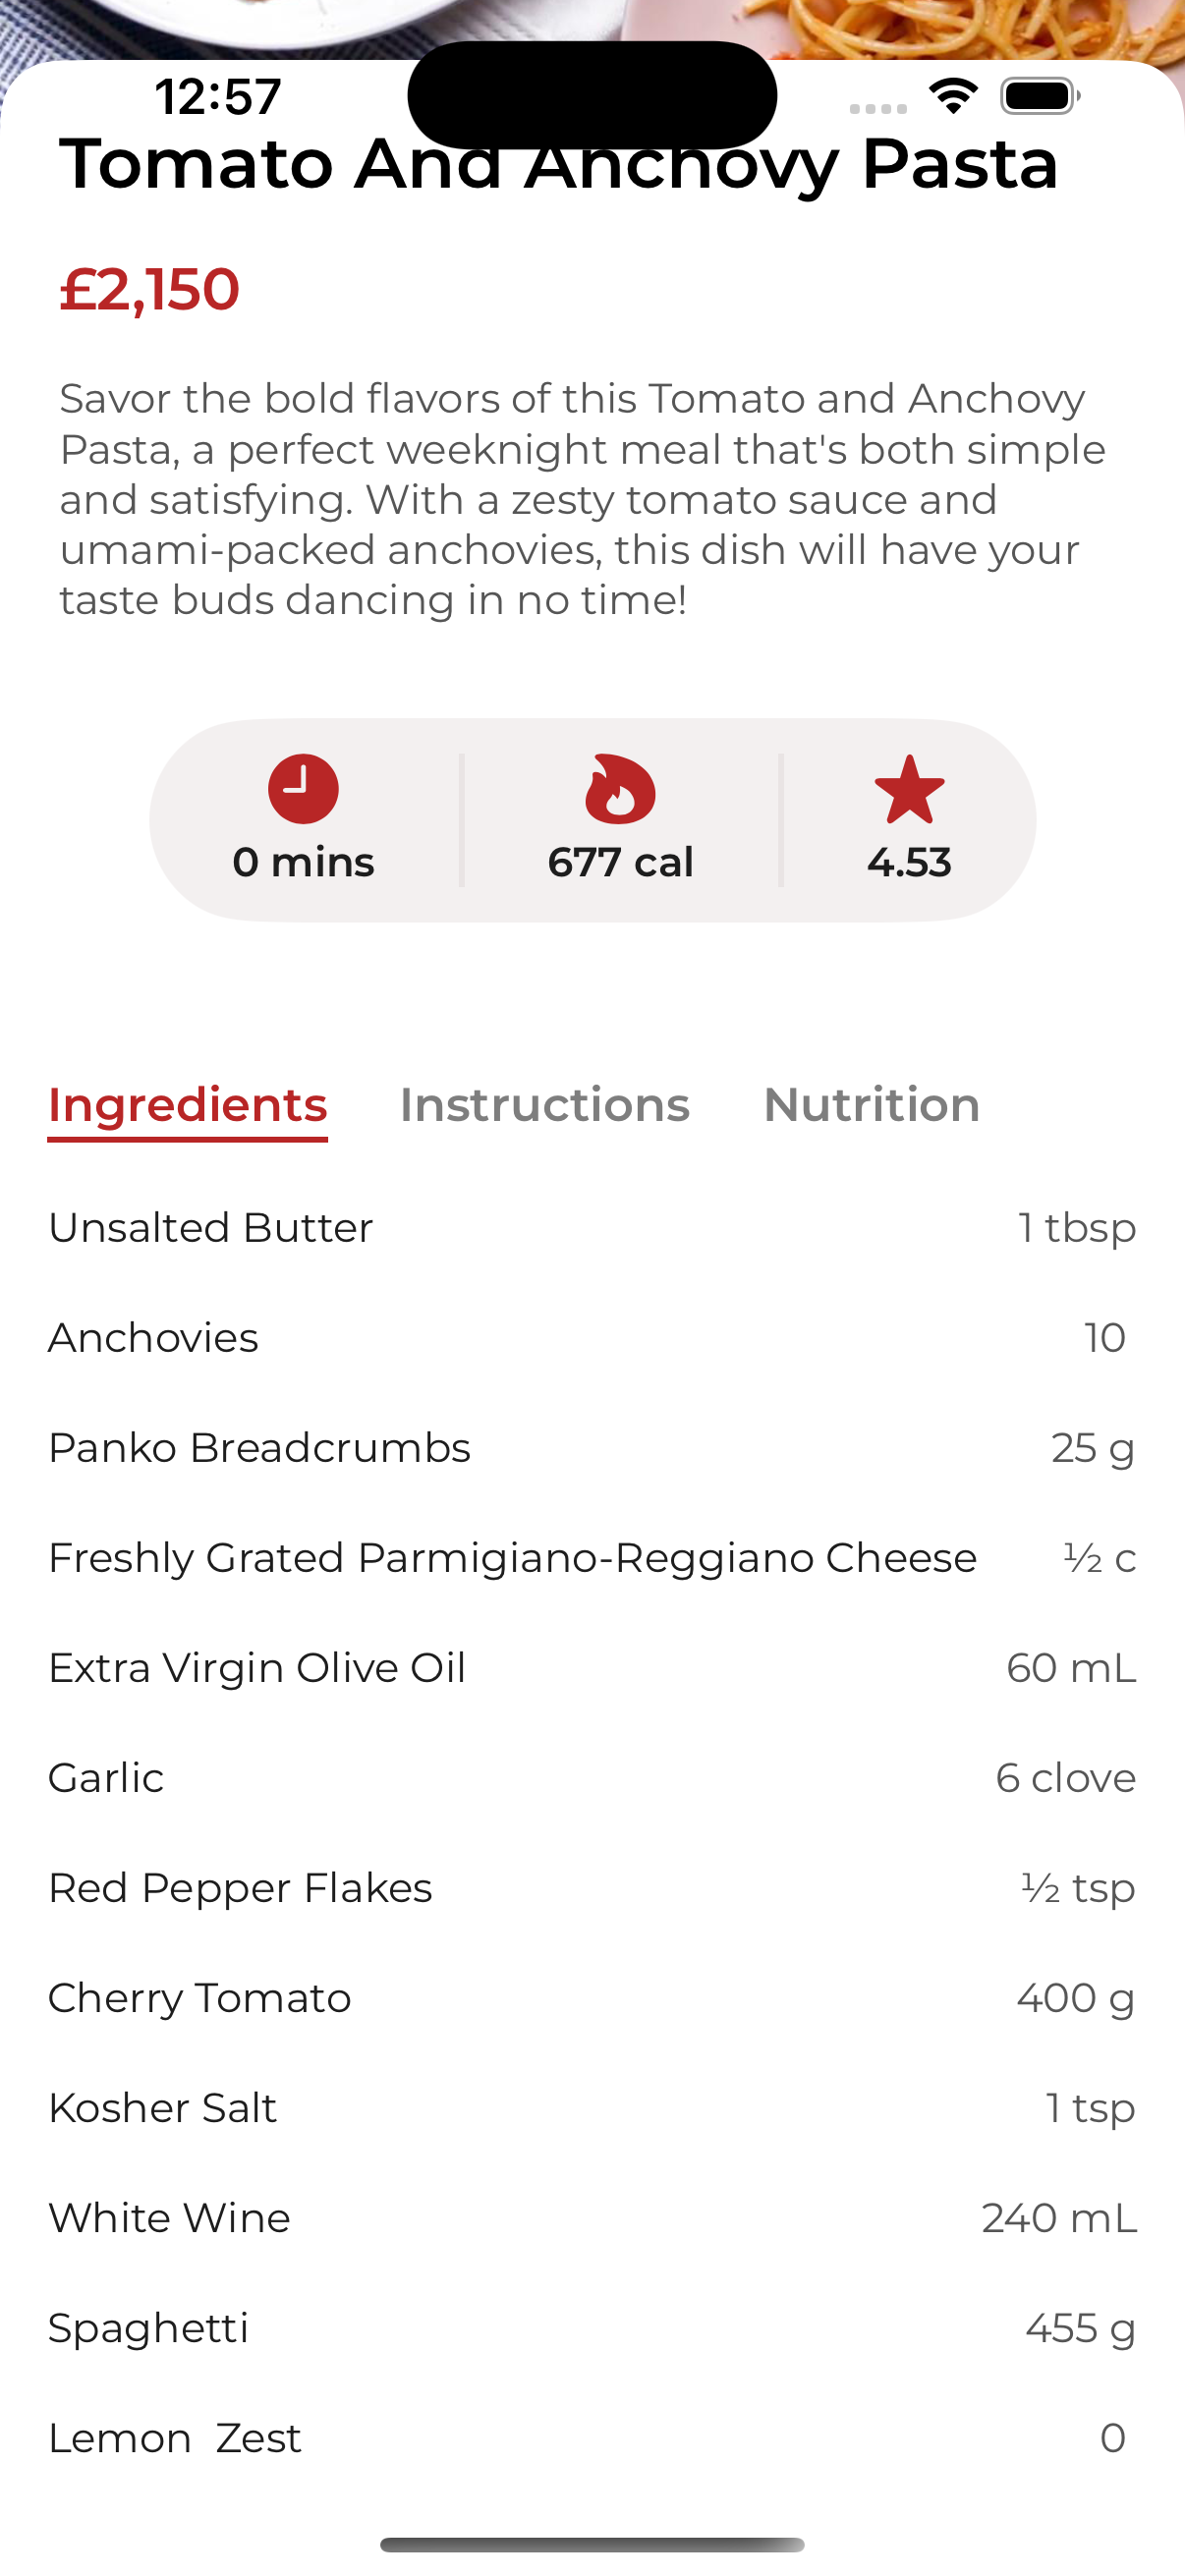 12:57
Tomato And Anchovy Pasta
£2,150
Savor the bold flavors of this Tomato and Anchovy
Pasta, a perfect weeknight meal that's both simple
and satisfying. With a zesty tomato sauce and
umami-packed anchovies, this dish will have your
taste buds dancing in no time!
0 mins 677 cal 4.53
Ingredients Instructions Nutrition
Unsalted Butter 1 tbsp
Anchovies 10
Panko Breadcrumbs 25 g
Freshly Grated Parmigiano-Reggiano Cheese ½ c
Extra Virgin Olive Oil 60 mL
Garlic 6 clove
Red Pepper Flakes ½ tsp
Cherry Tomato 400 g
Kosher Salt 1 tsp
White Wine 240 mL
Spaghetti 455 g
Lemon  Zest 0